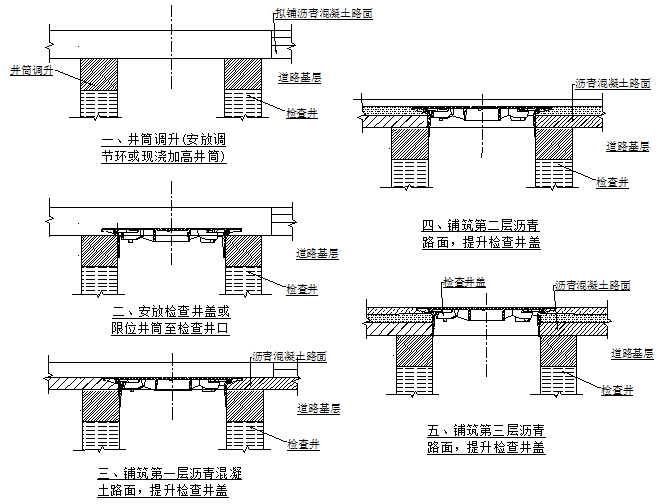 拟铺沥青混凝土路面
井筒调升
道路基层
检查井
一、井筒调升(安放调
节环或现浇加高井筒)
道路基层
检查井
二、安放检查井盖或
限位井筒至检查井口
沥青混凝土路面
道路基层
检查井
三、铺筑第一层沥青混凝
土路面，提升检查井盖
沥青混凝土路面
道路基层
检查井
四、铺筑第二层沥青
路面，提升检查井盖
检查井盖
沥青混凝土路面
道路基层
检查井
五、铺筑第三层沥青
路面，提升检查井盖